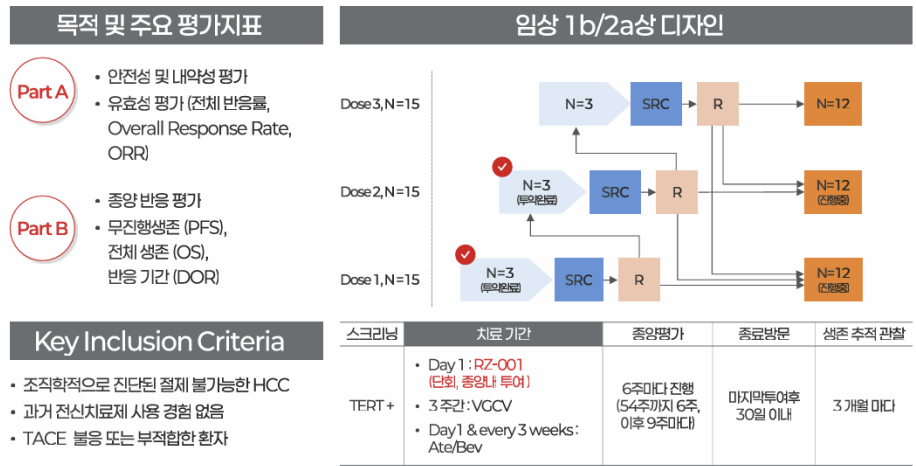 목적 및 주요 평가지표
Part A
• 안전성 및 내약성 평가
• 유효성 평가 (전체 반응률,
Overall Response Rate,
ORR)
Part B
• 종양 반응 평가
• 무진행생존 (PFS),
전체 생존 (OS),
반응 기간 (DOR)
Key Inclusion Criteria
• 조직학적으로 진단된 절제 불가능한 HCC
• 과거 전신치료제 사용 경험 없음
• TACE 불응 또는 부적합한 환자
임상 1b/2a상 디자인
Dose 3, N=15
N=3
SRC
R
N=12
Dose 2, N=15
N=3
(투약완료)
SRC
R
N=12
(진행중)
Dose 1, N=15
N=3
(투약완료)
SRC
R
N=12
(진행중)
스크리닝
치료 기간
종양평가
종료방문
생존 추적 관찰
TERT +
• Day 1 : RZ-001
(단회, 종양내 투여)
• 3 주간 : VGCV
• Day1 & every 3 weeks :
Ate/Bev
6주마다 진행
(54주까지 6주,
이후 9주마다)
마지막투여후
30일 이내
3 개월 마다